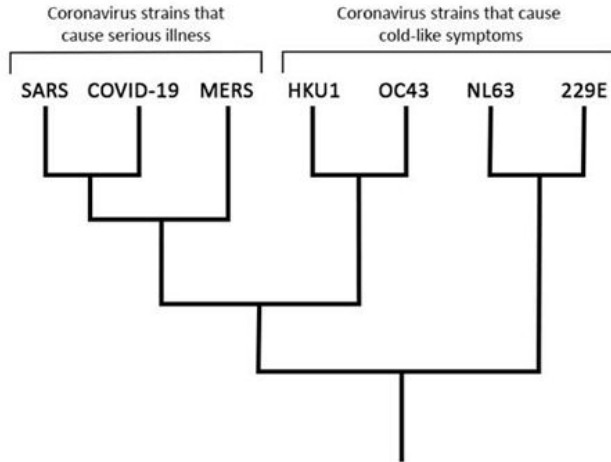 Coronavirus strains that
cause serious illness
Coronavirus strains that cause
cold-like symptoms
SARS COVID-19 MERS HKU1 OC43 NL63 229E